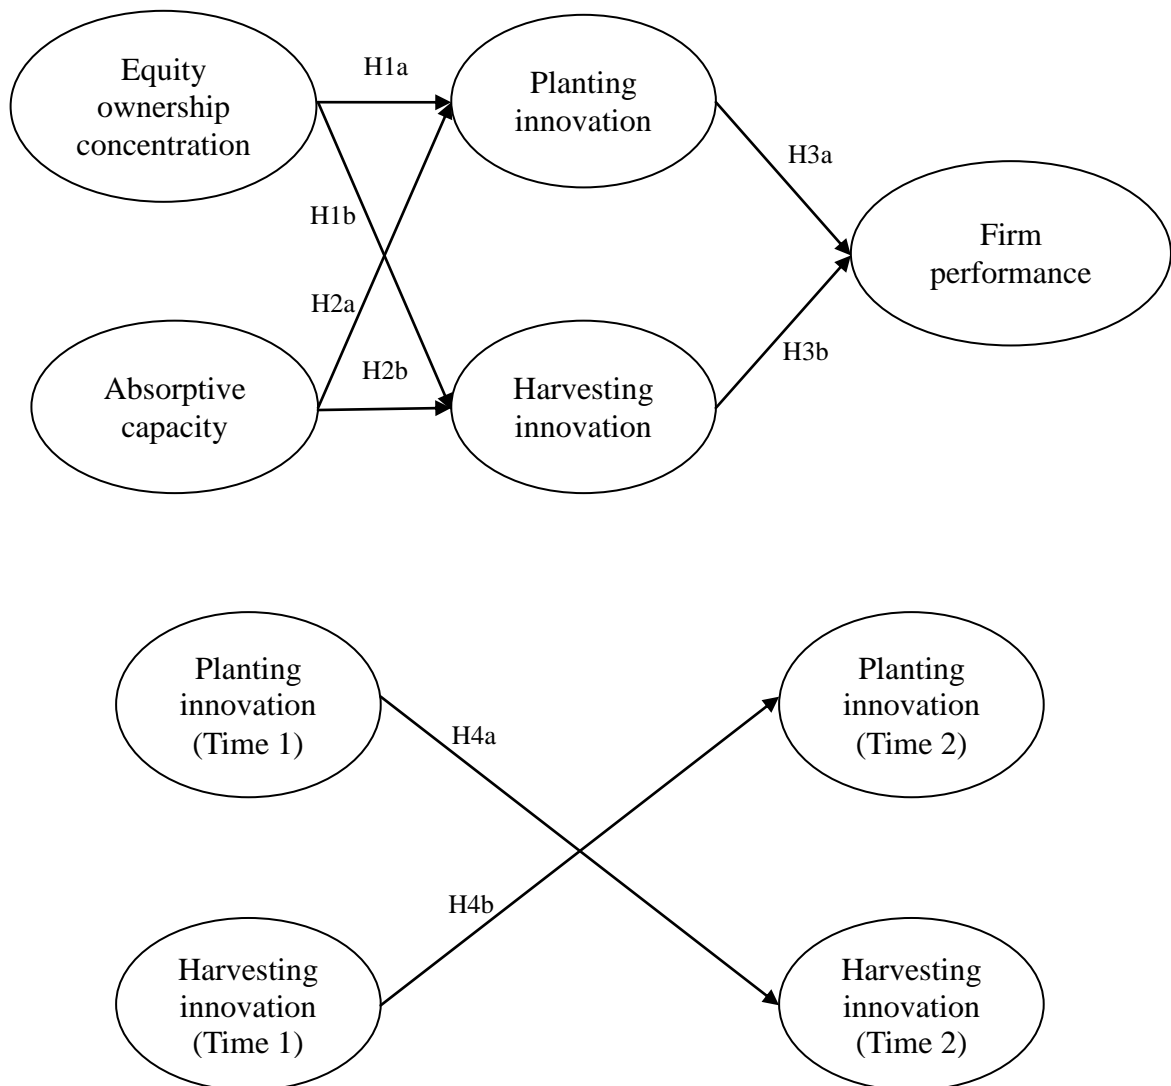 Equity
ownership
concentration
H1a
Planting
innovation
H3a
Firm
performance
H1b
H2a
Absorptive
capacity
H2b
Harvesting
innovation
H3b
Planting
innovation
(Time 1)
H4a
Planting
innovation
(Time 2)
H4b
Harvesting
innovation
(Time 1)
Harvesting
innovation
(Time 2)